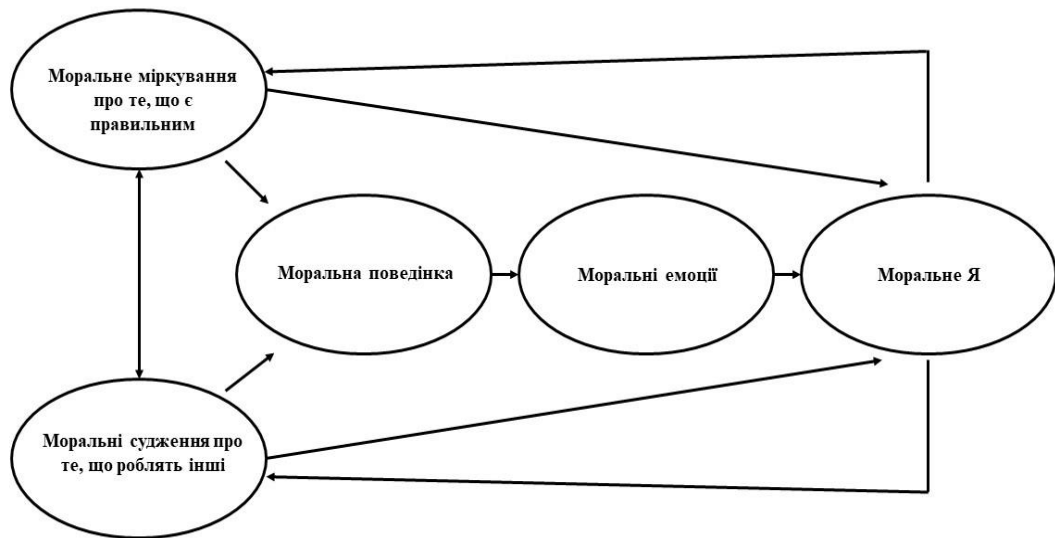 Моральне міркування
про те, що є
правильним
Моральна поведінка
Моральні емоції
Моральне Я
Моральні судження про
те, що роблять інші